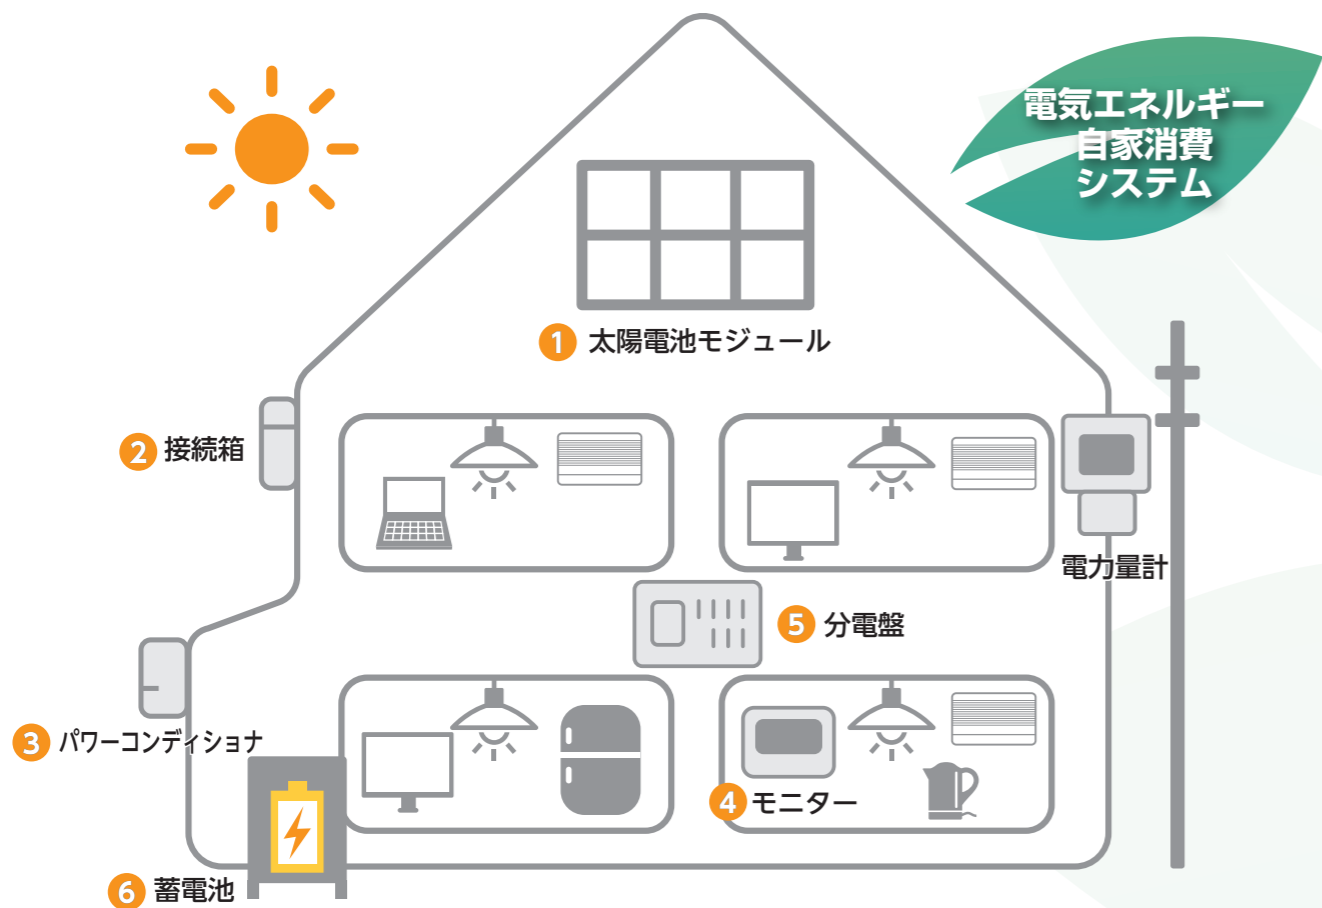 電気エネルギー
自家消費
システム
1 太陽電池モジュール
2 接続箱
電力量計
5 分電盤
3 パワーコンディショナ
4 モニター
6 蓄電池